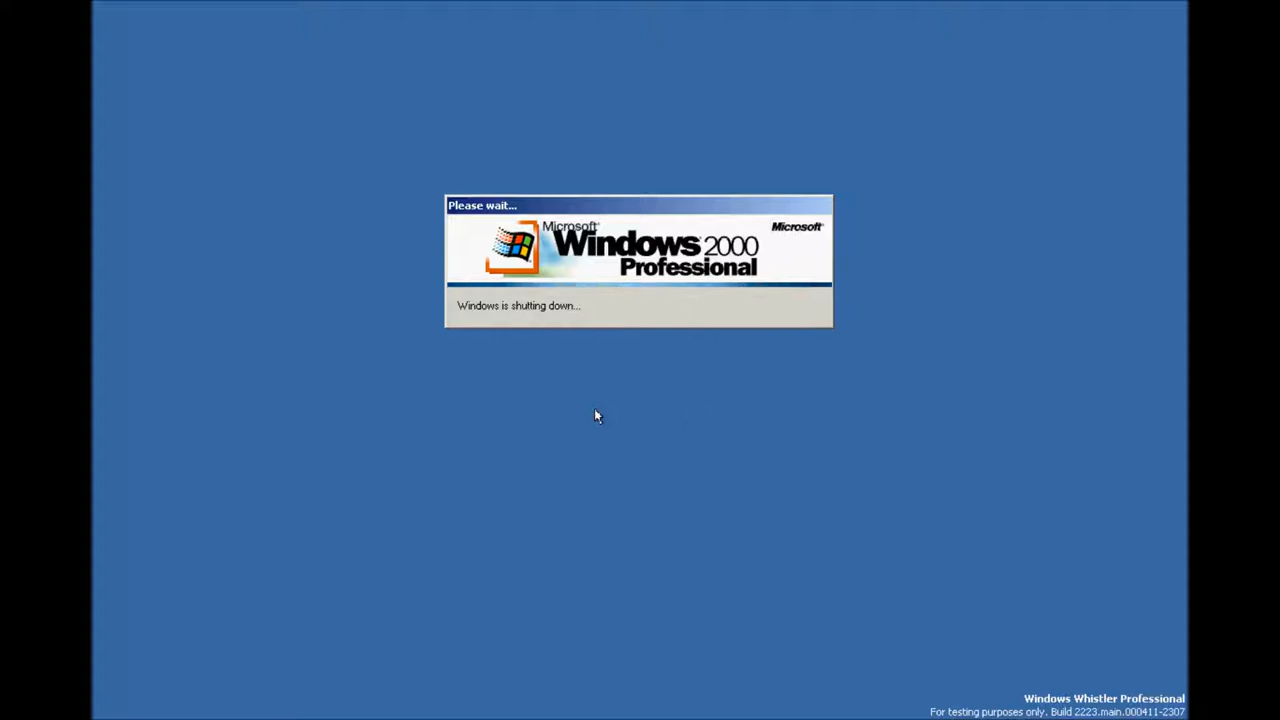 Please wait...
Microsoft®
Microsoft®
Windows 2000
Professional
Windows is shutting down...
Windows Whistler Professional
For testing purposes only. Build 2223.main.000411-2307